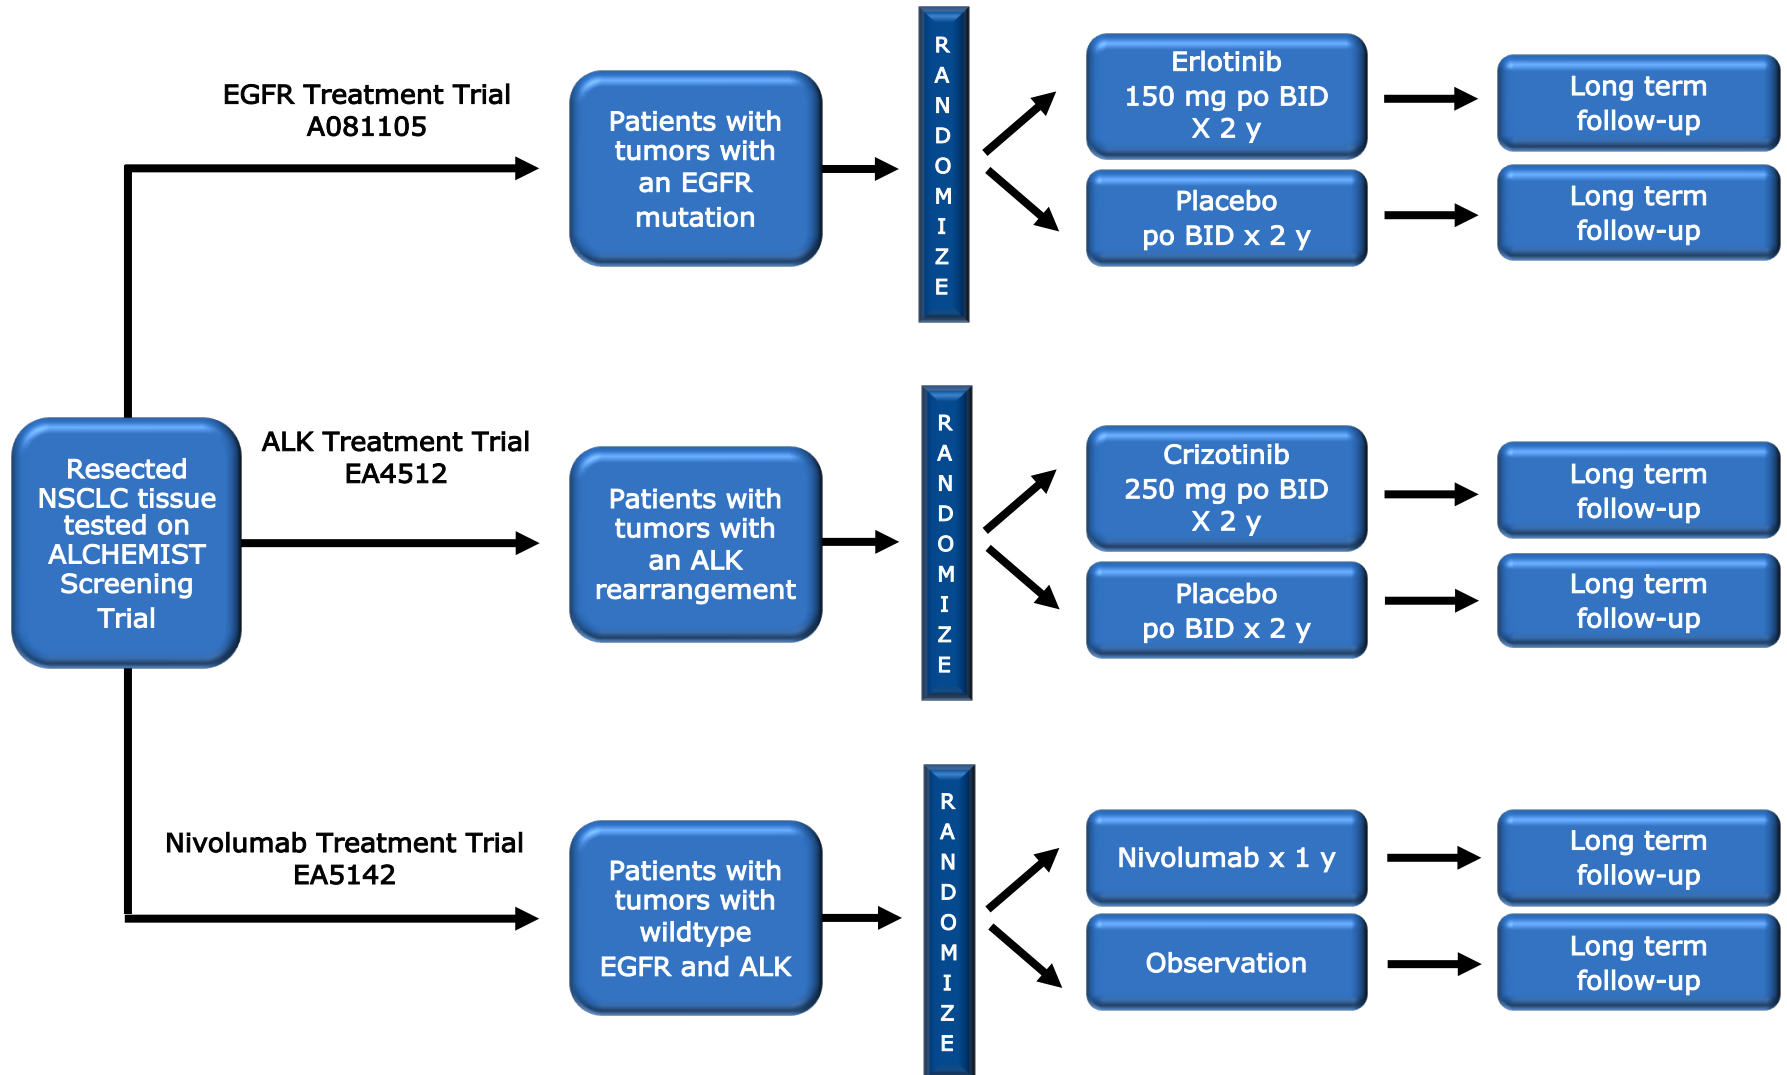 EGFR Treatment Trial
A081105
Patients with
tumors with
an EGFR
mutation
RANDOMIZE
Erlotinib
150 mg po BID
X 2 y
Long term
follow-up
Placebo
po BID x 2 y
Long term
follow-up
Resected
NSCLC tissue
tested on
ALCHEMIST
Screening
Trial
ALK Treatment Trial
EA4512
Patients with
tumors with
an ALK
rearrangement
RANDOMIZE
Crizotinib
250 mg po BID
X 2 y
Long term
follow-up
Placebo
po BID x 2 y
Long term
follow-up
Nivolumab Treatment Trial
EA5142
Patients with
tumors with
wildtype
EGFR and ALK
RANDOMIZE
Nivolumab x 1 y
Long term
follow-up
Observation
Long term
follow-up